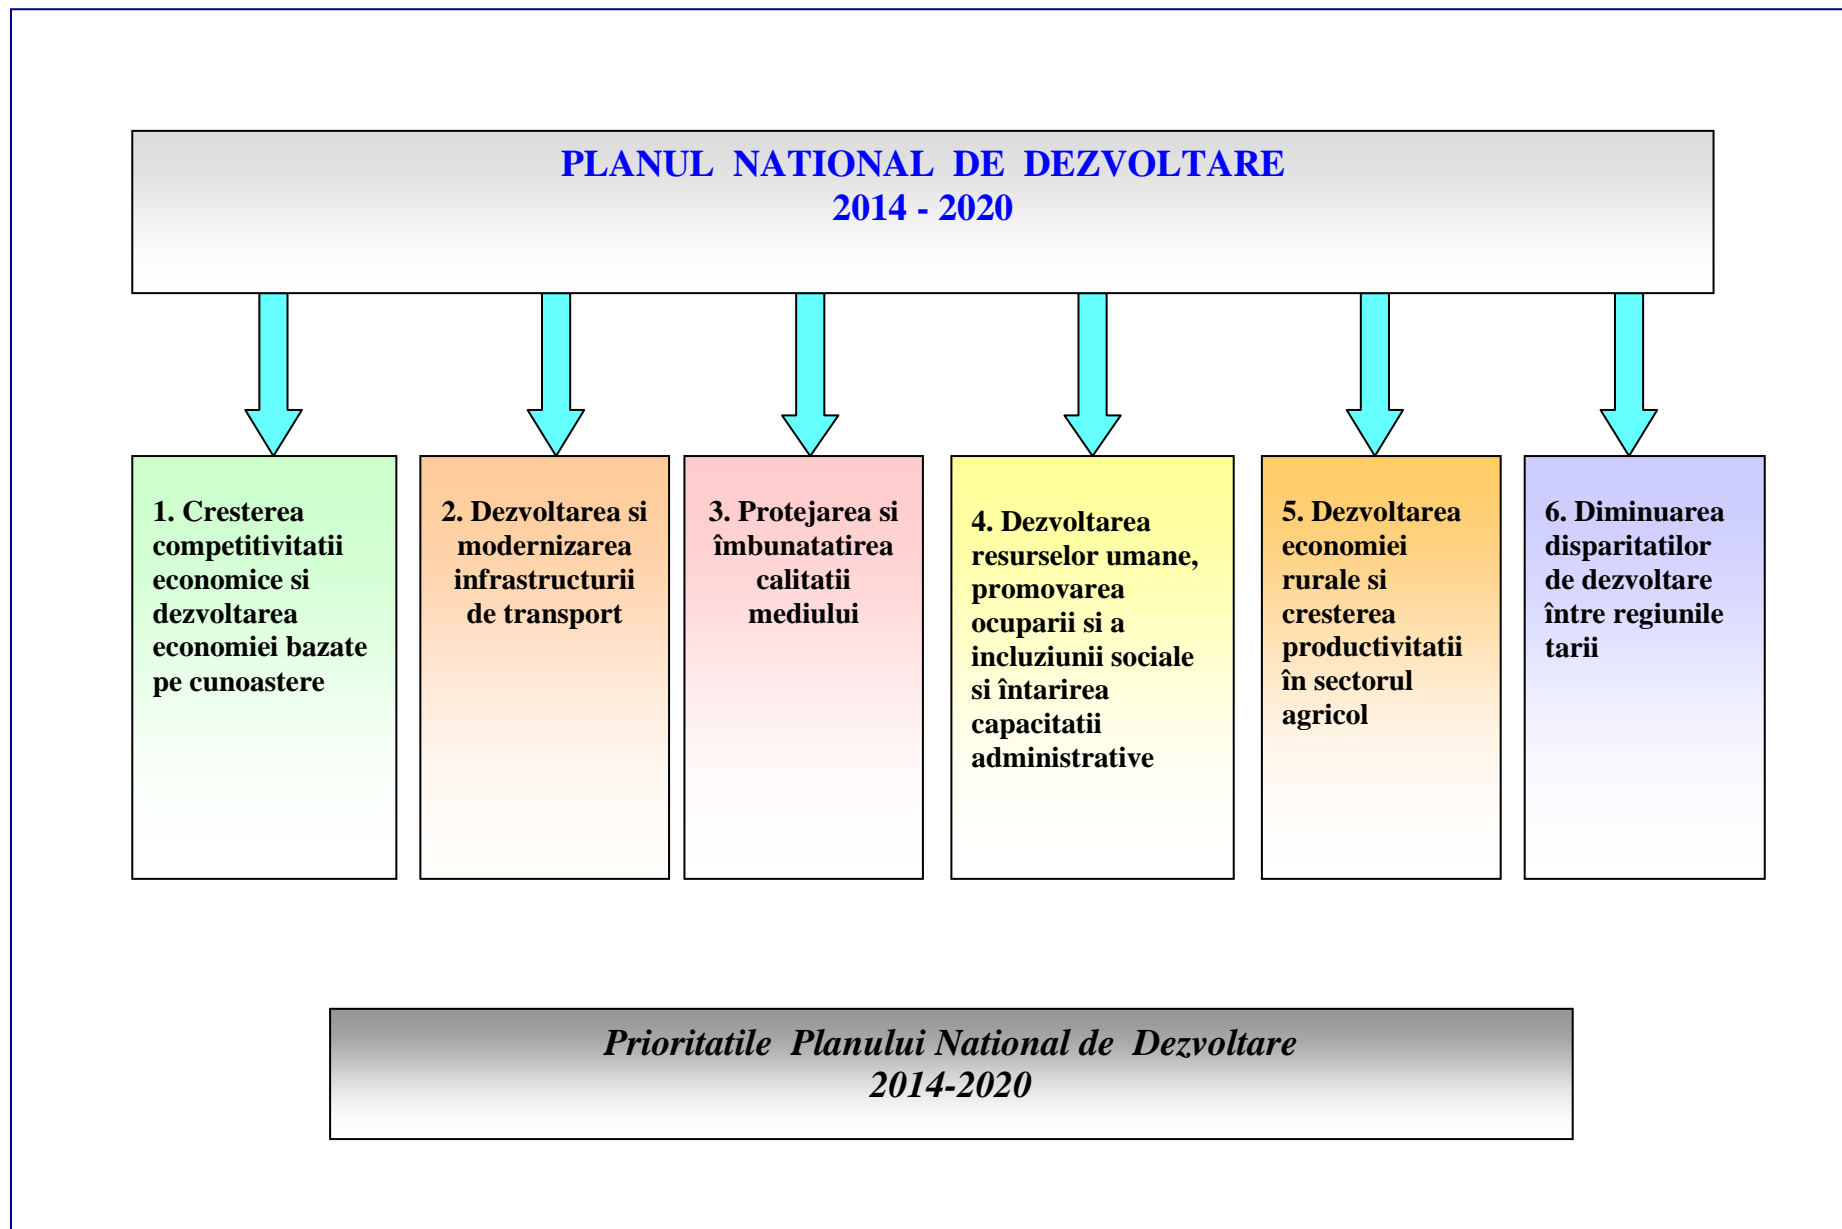 PLANUL NATIONAL DE DEZVOLTARE
2014 - 2020
1. Cresterea
competitivitatii
economice si
dezvoltarea
economiei bazate
pe cunoastere
2. Dezvoltarea si
modernizarea
infrastructurii
de transport
3. Protejarea si
îmbunatatirea
calitatii
mediului
4. Dezvoltarea
resurselor umane,
promovarea
ocuparii si a
incluziunii sociale
si întarirea
capacitatii
administrative
5. Dezvoltarea
economiei
rurale si
cresterea
productivitatii
în sectorul
agricol
6. Diminuarea
disparitatilor
de dezvoltare
între regiunile
tarii
Prioritatile Planului National de Dezvoltare
2014-2020